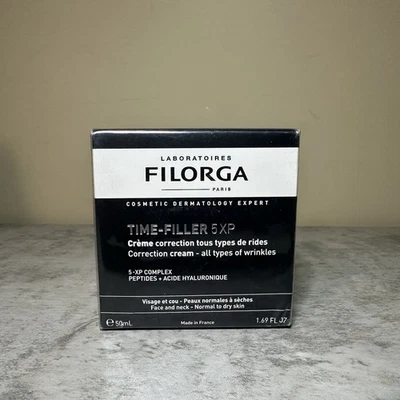 LABORATOIRES
FILORGA
PARIS
COSMETIC DERMATOLOGY EXPERT
TIME-FILLER 5XP
Crème correction tous types de rides
Correction cream - all types of wrinkles
5-XP COMPLEX
PEPTIDES + ACIDE HYALURONIQUE
Visage et cou - Peaux normales à sèches
Face and neck - Normal to dry skin
℮ 50mL
Made in France
1.69 FL